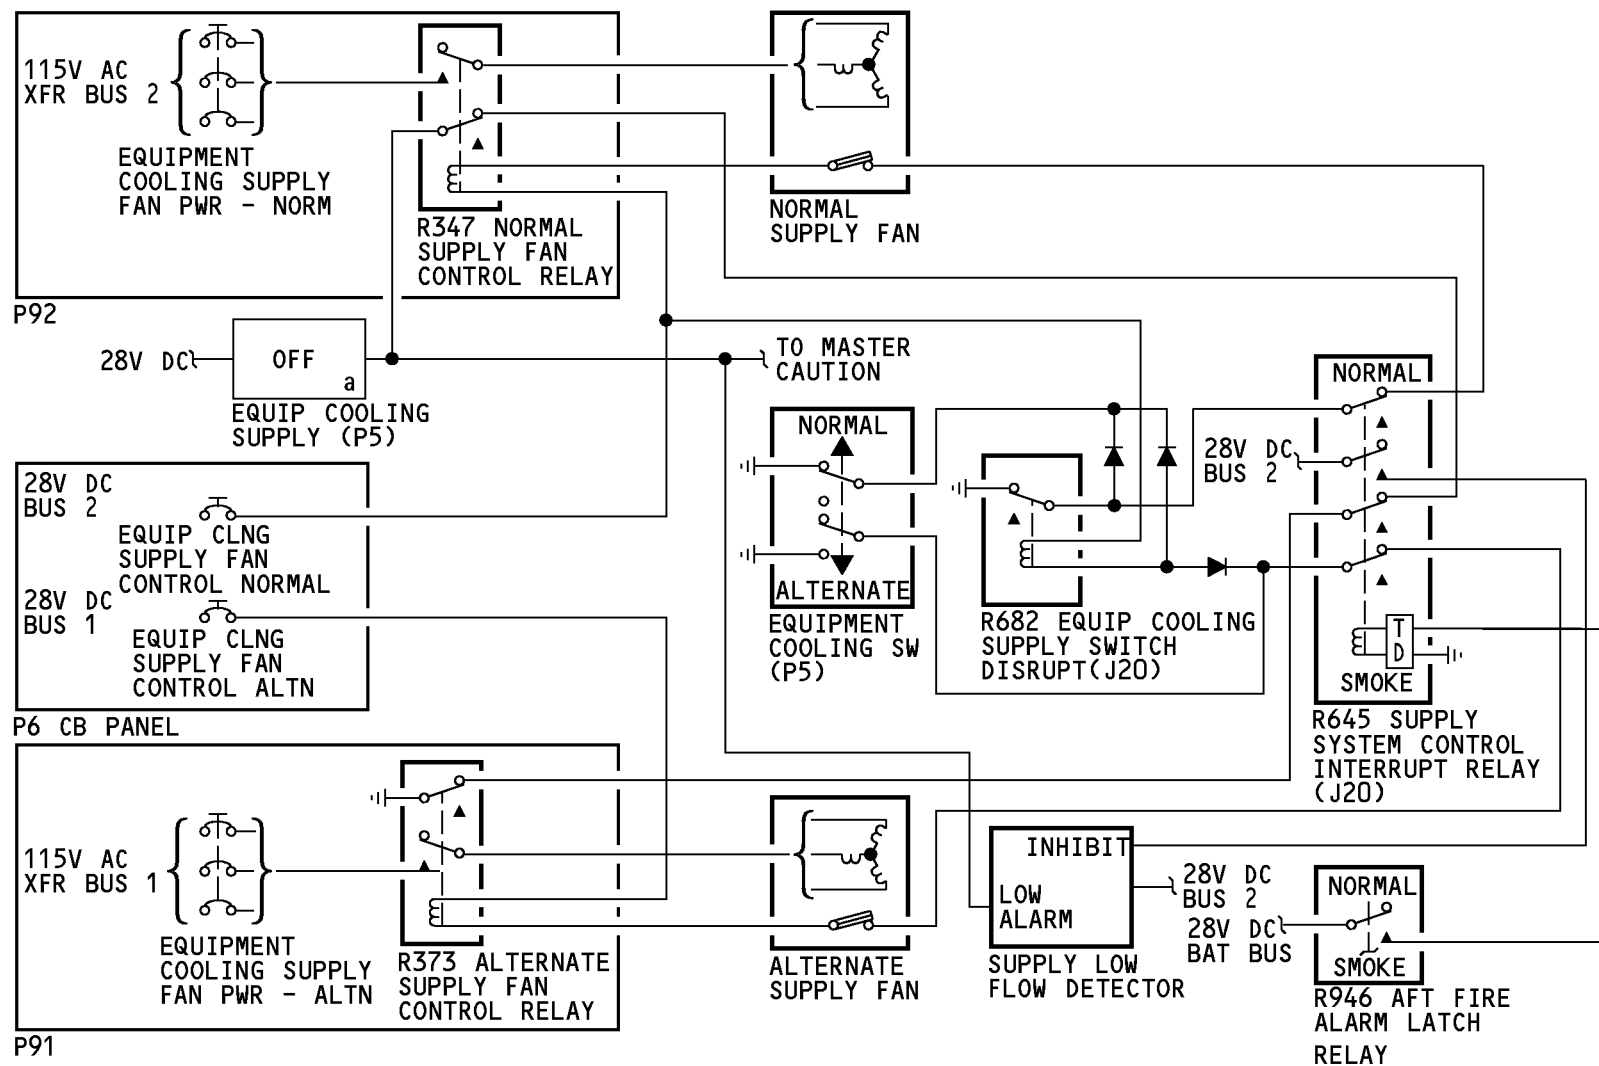 115V AC
XFR BUS 2
EQUIPMENT
COOLING SUPPLY
FAN PWR - NORM
R347 NORMAL
SUPPLY FAN
CONTROL RELAY
P92
NORMAL
SUPPLY FAN
28V DC
OFF
a
EQUIP COOLING
SUPPLY (P5)
TO MASTER
CAUTION
28V DC
BUS 2
EQUIP CLNG
SUPPLY FAN
CONTROL NORMAL
28V DC
BUS 1
EQUIP CLNG
SUPPLY FAN
CONTROL ALTN
P6 CB PANEL
NORMAL
ALTERNATE
EQUIPMENT
COOLING SW
(P5)
R682 EQUIP COOLING
SUPPLY SWITCH
DISRUPT(J20)
NORMAL
28V DC
BUS 2
T
D
SMOKE
R645 SUPPLY
SYSTEM CONTROL
INTERRUPT RELAY
(J20)
115V AC
XFR BUS 1
EQUIPMENT
COOLING SUPPLY
FAN PWR - ALTN
R373 ALTERNATE
SUPPLY FAN
CONTROL RELAY
P91
ALTERNATE
SUPPLY FAN
INHIBIT
LOW
ALARM
SUPPLY LOW
FLOW DETECTOR
28V DC
BUS 2
28V DC
BAT BUS
NORMAL
SMOKE
R946 AFT FIRE
ALARM LATCH
RELAY